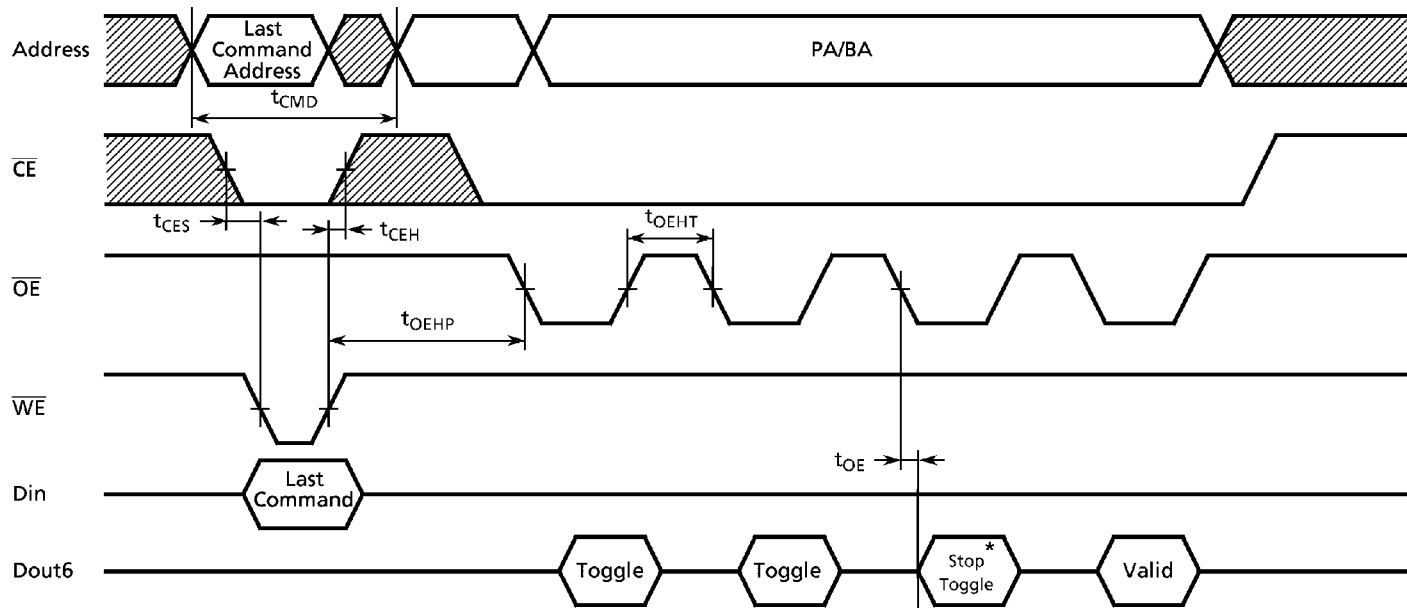 Address
Last
Command
Address
PA/BA
tCMD
CE
tCES
tCEH
tOEHT
OE
tOEHP
WE
tOE
Din
Last
Command
Dout6
Toggle
Toggle
Stop*
Toggle
Valid